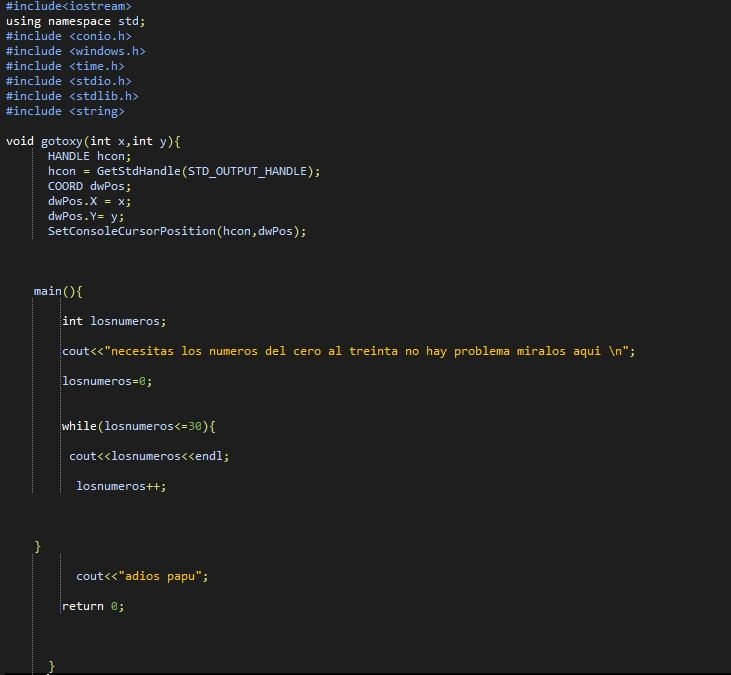 #include<iostream>
using namespace std;
#include <conio.h>
#include <windows.h>
#include <time.h>
#include <stdio.h>
#include <stdlib.h>
#include <string>
void gotoxy(int x,int y){
HANDLE hcon;
hcon = GetStdHandle(STD_OUTPUT_HANDLE);
COORD dwPos;
dwPos.X = x;
dwPos.Y= y;
SetConsoleCursorPosition(hcon,dwPos);
main(){
int losnumeros;
cout<<"necesitas los numeros del cero al treinta no hay problema miralos aqui \n";
losnumeros=0;
while(losnumeros<=30){
cout<<losnumeros<<endl;
losnumeros++;
}
cout<<"adios papu";
return 0;
}